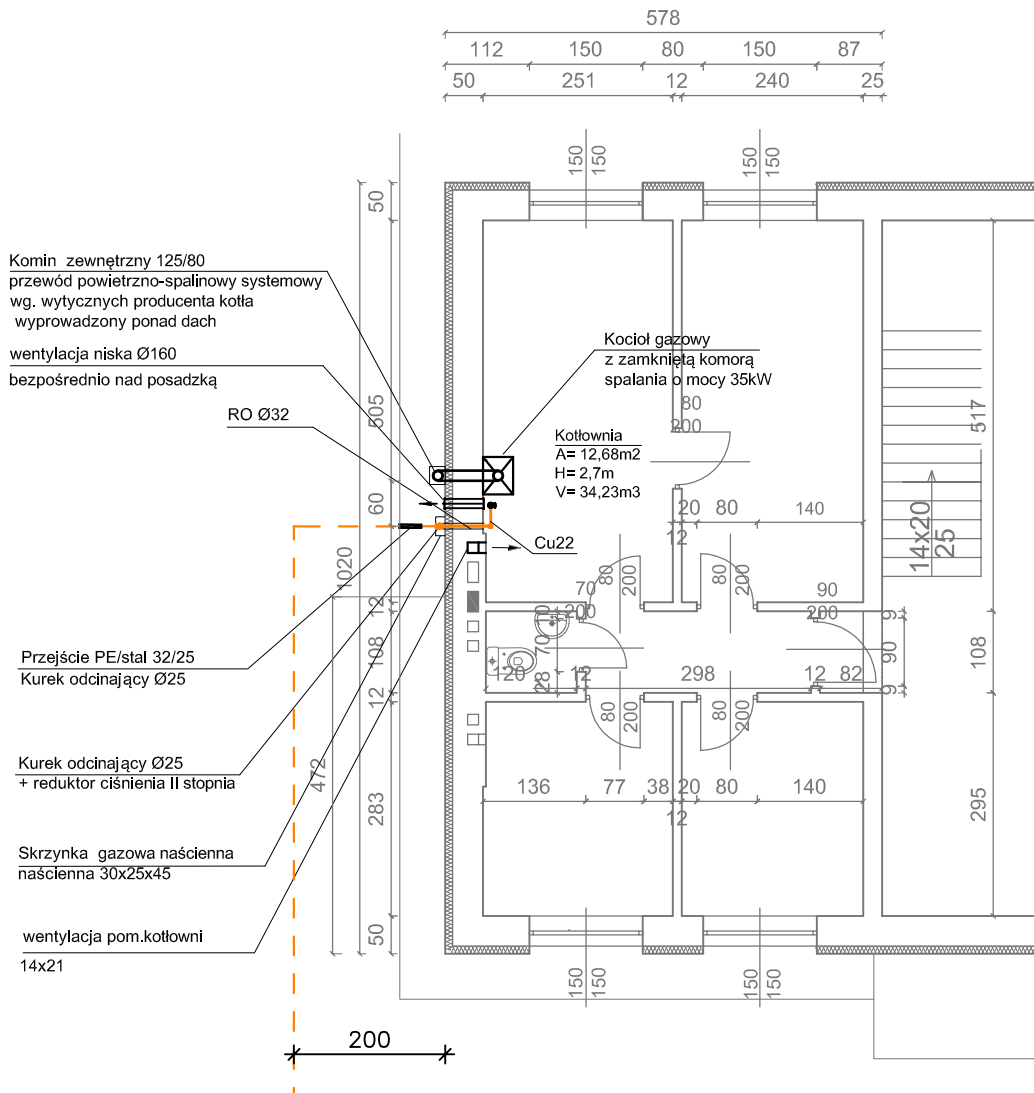 578
112 150 80 150 87
50 251 12 240 25
150 150 150 150
50
Komin zewnętrzny 125/80
przewód powietrzno-spalinowy systemowy
wg. wytycznych producenta kotła
wyprowadzony ponad dach
wentylacja niska Ø160
bezpośrednio nad posadzką
RO Ø32
Kocioł gazowy
z zamkniętą komorą
spalania o mocy 35kW
Kotłownia
A= 12,68m2
H= 2,7m
V= 34,23m3
80
200
505
517
60
20 80 140
12
Cu22
14x20
25
1020
80 200 80 200
70
200
90
200
12
108
12
70
28
9
90
9
108
120 12 298 12 82
Przejście PE/stal 32/25
Kurek odcinający Ø25
80 200 80 200
Kurek odcinający Ø25
+ reduktor ciśnienia II stopnia
472
283
136 77 38 20 80 140
12
295
Skrzynka gazowa naścienna
naścienna 30x25x45
wentylacja pom.kotłowni
14x21
50
150 150 150 150
200